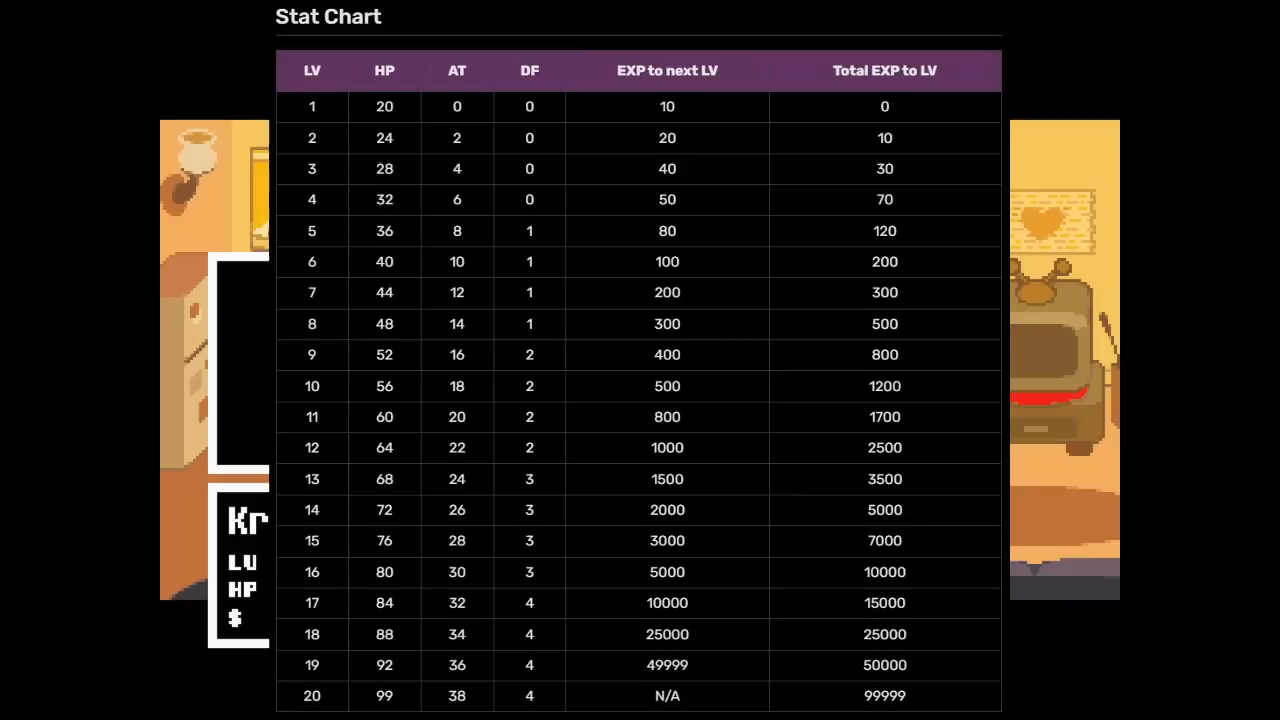 Stat Chart
LV HP AT DF EXP to next LV Total EXP to LV
1 20 0 0 10 0
2 24 2 0 20 10
3 28 4 0 40 30
4 32 6 0 50 70
5 36 8 1 80 120
6 40 10 1 100 200
7 44 12 1 200 300
8 48 14 1 300 500
9 52 16 2 400 800
10 56 18 2 500 1200
11 60 20 2 800 1700
12 64 22 2 1000 2500
13 68 24 3 1500 3500
14 72 26 3 2000 5000
15 76 28 3 3000 7000
16 80 30 3 5000 10000
17 84 32 4 10000 15000
18 88 34 4 25000 25000
19 92 36 4 49999 50000
20 99 38 4 N/A 99999
Kr
LV
HP
$